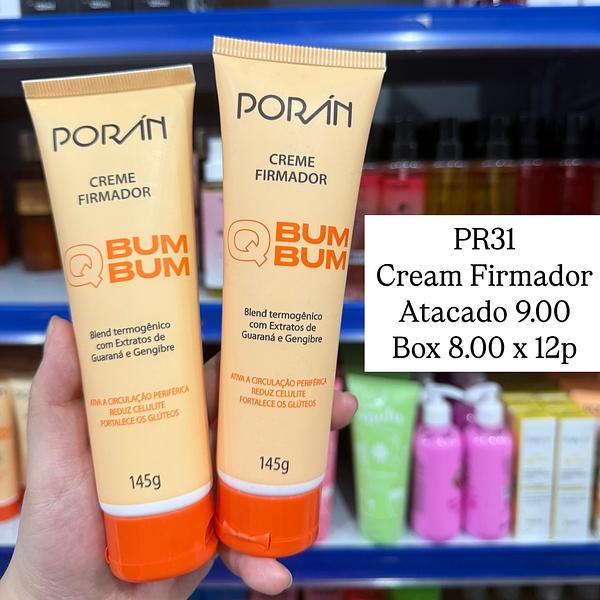 PORÁN
CREME
FIRMADOR
Q BUM
BUM
Blend termogênico
com Extratos de
Guaraná e Gengibre
ATIVA A CIRCULAÇÃO PERIFÉRICA
REDUZ CELULITE
FORTALECE OS GLÚTEOS
145g
PORÁN
CREME
FIRMADOR
Q BUM
BUM
Blend termogênico
com Extratos de
Guaraná e Gengibre
ATIVA A CIRCULAÇÃO PERIFÉRICA
REDUZ CELULITE
FORTALECE OS GLÚTEOS
145g
PR31
Cream Firmador
Atacado 9.00
Box 8.00 x 12p